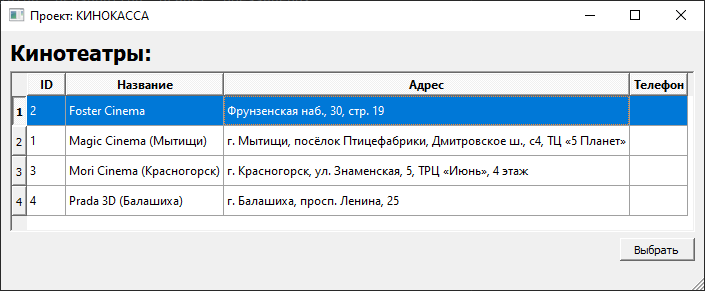 Проект: КИНОКАССА
Кинотеатры:
ID Название Адрес Телефон
1 2 Foster Cinema Фрунзенская наб., 30, стр. 19
2 1 Magic Cinema (Мытищи) г. Мытищи, посёлок Птицефабрики, Дмитровское ш., с4, ТЦ «5 Планет»
3 3 Mori Cinema (Красногорск) г. Красногорск, ул. Знаменская, 5, ТРЦ «Июнь», 4 этаж
4 4 Prada 3D (Балашиха) г. Балашиха, просп. Ленина, 25
Выбрать